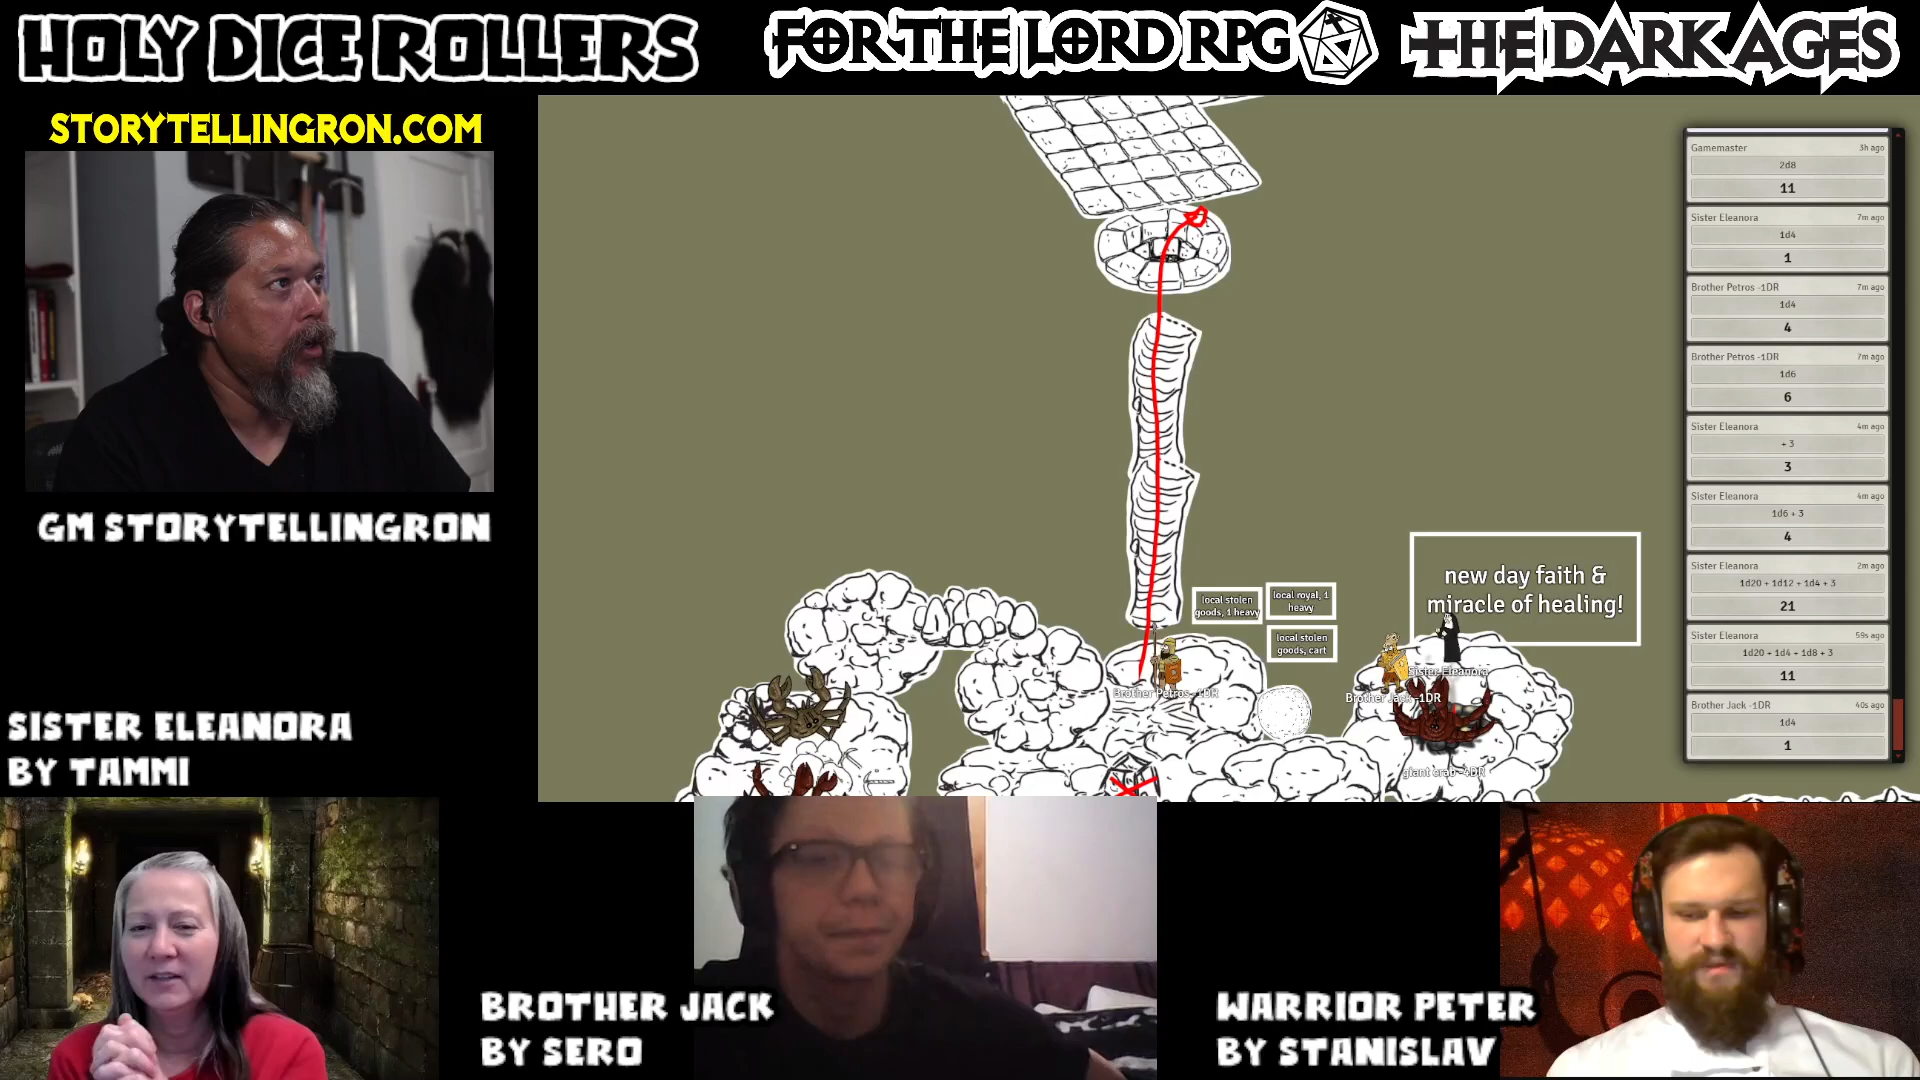 HOLY DICE ROLLERS
FOR THE LORD RPG
THE DARK AGES
STORYTELLINGRON.COM
GM STORYTELLINGRON
SISTER ELEANORA
BY TAMMI
BROTHER JACK
BY SERO
WARRIOR PETER
BY STANISLAV
local stolen
goods, 1 heavy
local royal, 1
heavy
local stolen
goods, cart
new day faith &
miracle of healing!
Brother Petros -1DR
Sister Eleanora
Brother Jack -1DR
giant crab -4DR
Gamemaster 3h ago
2d8
11
Sister Eleanora 7m ago
1d4
1
Brother Petros -1DR 7m ago
1d4
4
Brother Petros -1DR 7m ago
1d6
6
Sister Eleanora 4m ago
+ 3
3
Sister Eleanora 4m ago
1d6 + 3
4
Sister Eleanora 2m ago
1d20 + 1d12 + 1d4 + 3
21
Sister Eleanora 59s ago
1d20 + 1d4 + 1d8 + 3
11
Brother Jack -1DR 40s ago
1d4
1